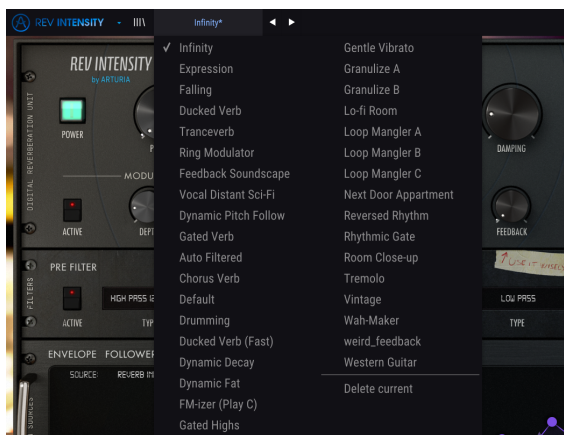 REV INTENSITY
Infinity*
REV INTENSITY
by ARTURIA
DIGITAL REVERBERATION UNIT
POWER
MODU
ACTIVE
DEPT
✓ Infinity
Expression
Falling
Ducked Verb
Tranceverb
Ring Modulator
Feedback Soundscape
Vocal Distant Sci-Fi
Dynamic Pitch Follow
Gated Verb
Auto Filtered
Chorus Verb
Default
Drumming
Ducked Verb (Fast)
Dynamic Decay
Dynamic Fat
FM-izer (Play C)
Gated Highs
Gentle Vibrato
Granulize A
Granulize B
Lo-fi Room
Loop Mangler A
Loop Mangler B
Loop Mangler C
Next Door Appartment
Reversed Rhythm
Rhythmic Gate
Room Close-up
Tremolo
Vintage
Wah-Maker
weird_feedback
Western Guitar
Delete current
DAMPING
FEEDBACK
USE IT WISELY
FILTERS
PRE FILTER
ACTIVE
HIGH PASS 12
TYP
LOW PASS
TYPE
ENVELOPE FOLLOWER
SOURCE:
REVERB IN
SOURCES